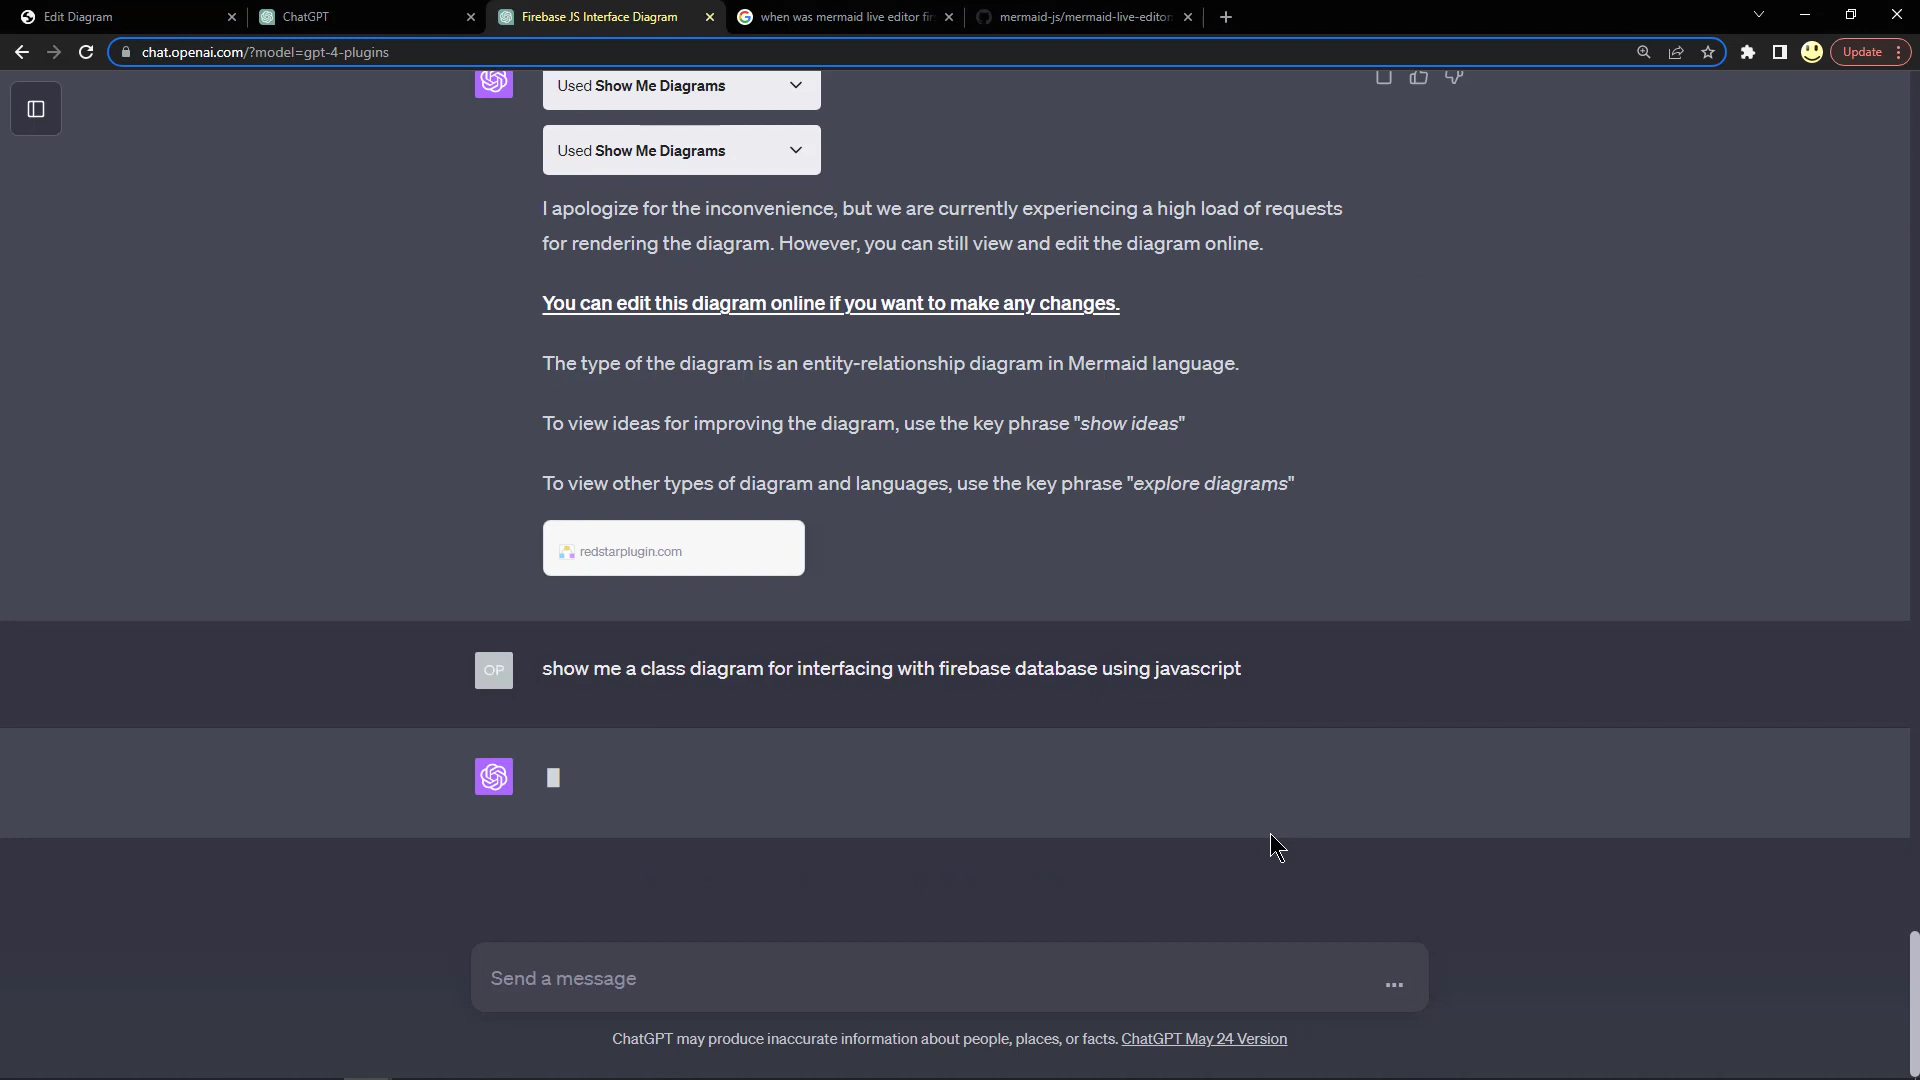 Edit Diagram
ChatGPT
Firebase JS Interface Diagram
when was mermaid live editor fir
mermaid-js/mermaid-live-editor
chat.openai.com/?model=gpt-4-plugins
Update
Used Show Me Diagrams
Used Show Me Diagrams
I apologize for the inconvenience, but we are currently experiencing a high load of requests
for rendering the diagram. However, you can still view and edit the diagram online.
You can edit this diagram online if you want to make any changes.
The type of the diagram is an entity-relationship diagram in Mermaid language.
To view ideas for improving the diagram, use the key phrase "show ideas"
To view other types of diagram and languages, use the key phrase "explore diagrams"
redstarplugin.com
OP
show me a class diagram for interfacing with firebase database using javascript
Send a message
...
ChatGPT may produce inaccurate information about people, places, or facts. ChatGPT May 24 Version